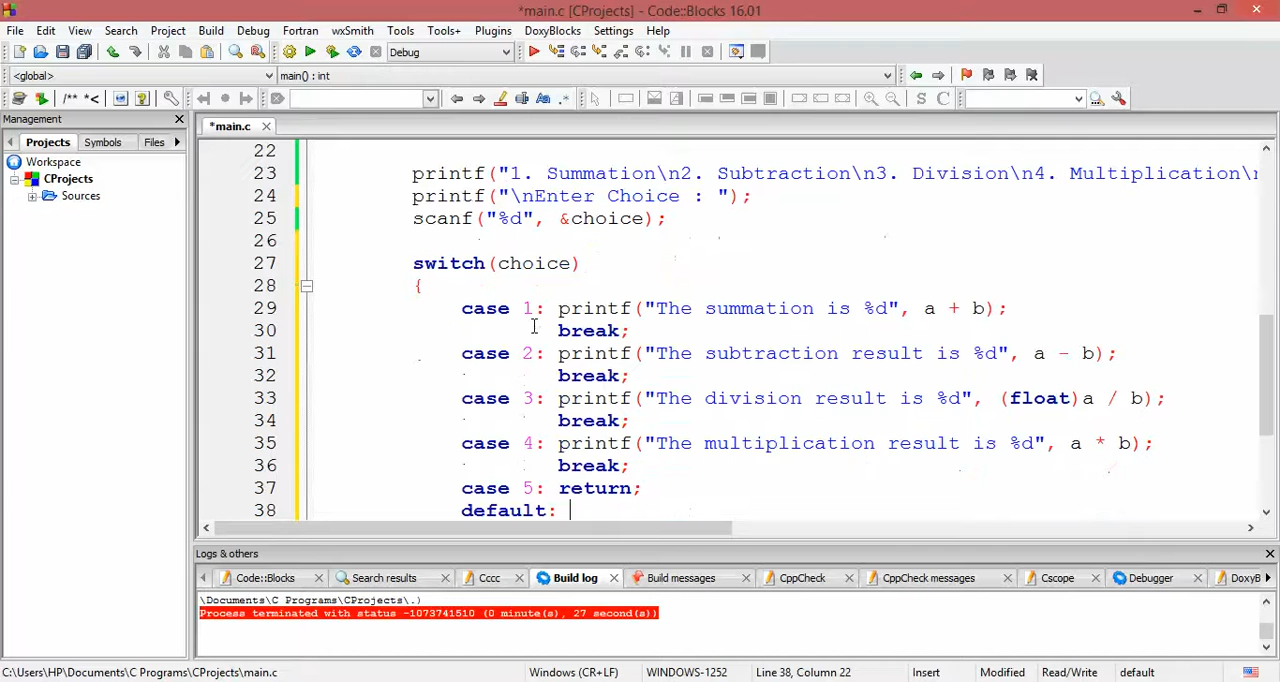 *main.c [CProjects] - Code::Blocks 16.01
File Edit View Search Project Build Debug Fortran wxSmith Tools Tools+ Plugins DoxyBlocks Settings Help
Debug
<global> main() : int
/** *<
S C
Management
*main.c
Projects Symbols Files
Workspace
CProjects
Sources
22
23 printf("1. Summation\n2. Subtraction\n3. Division\n4. Multiplication\
24 printf("\nEnter Choice : ");
25 scanf("%d", &choice);
26
27 switch(choice)
28 {
29 case 1: printf("The summation is %d", a + b);
30 break;
31 case 2: printf("The subtraction result is %d", a - b);
32 break;
33 case 3: printf("The division result is %d", (float)a / b);
34 break;
35 case 4: printf("The multiplication result is %d", a * b);
36 break;
37 case 5: return;
38 default:
Logs & others
Code::Blocks Search results Cccc Build log Build messages CppCheck CppCheck messages Cscope Debugger DoxyB
\Documents\C Programs\CProjects\.)
Process terminated with status -1073741510 (0 minute(s), 27 second(s))
C:\Users\HP\Documents\C Programs\CProjects\main.c Windows (CR+LF) WINDOWS-1252 Line 38, Column 22 Insert Modified Read/Write default